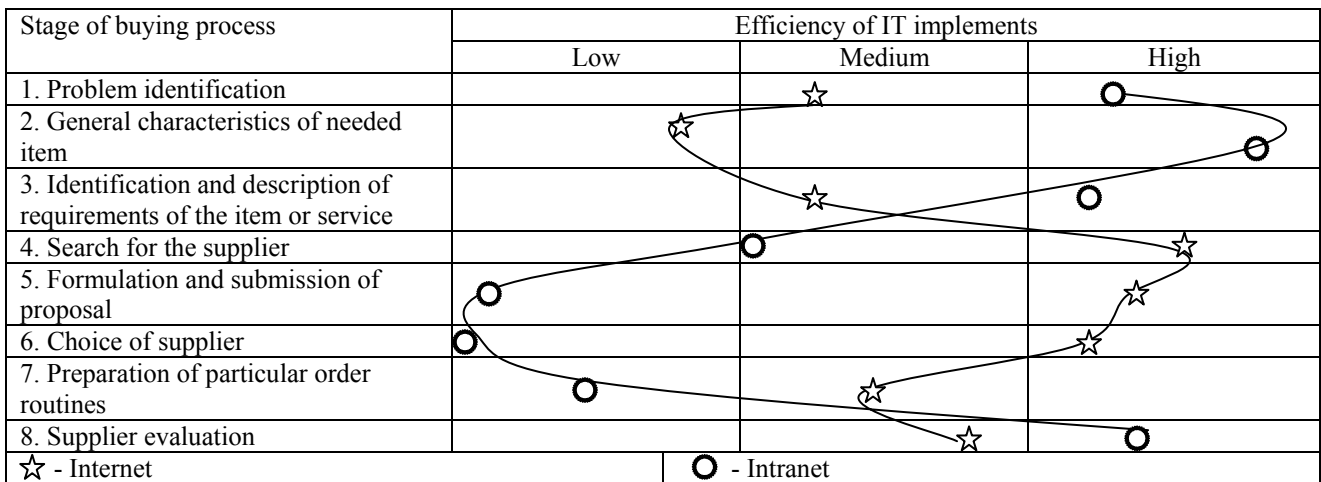 Stage of buying process
Efficiency of IT implements
Low
Medium
High
1. Problem identification
2. General characteristics of needed
item
3. Identification and description of
requirements of the item or service
4. Search for the supplier
5. Formulation and submission of
proposal
6. Choice of supplier
7. Preparation of particular order
routines
8. Supplier evaluation
- Internet
- Intranet